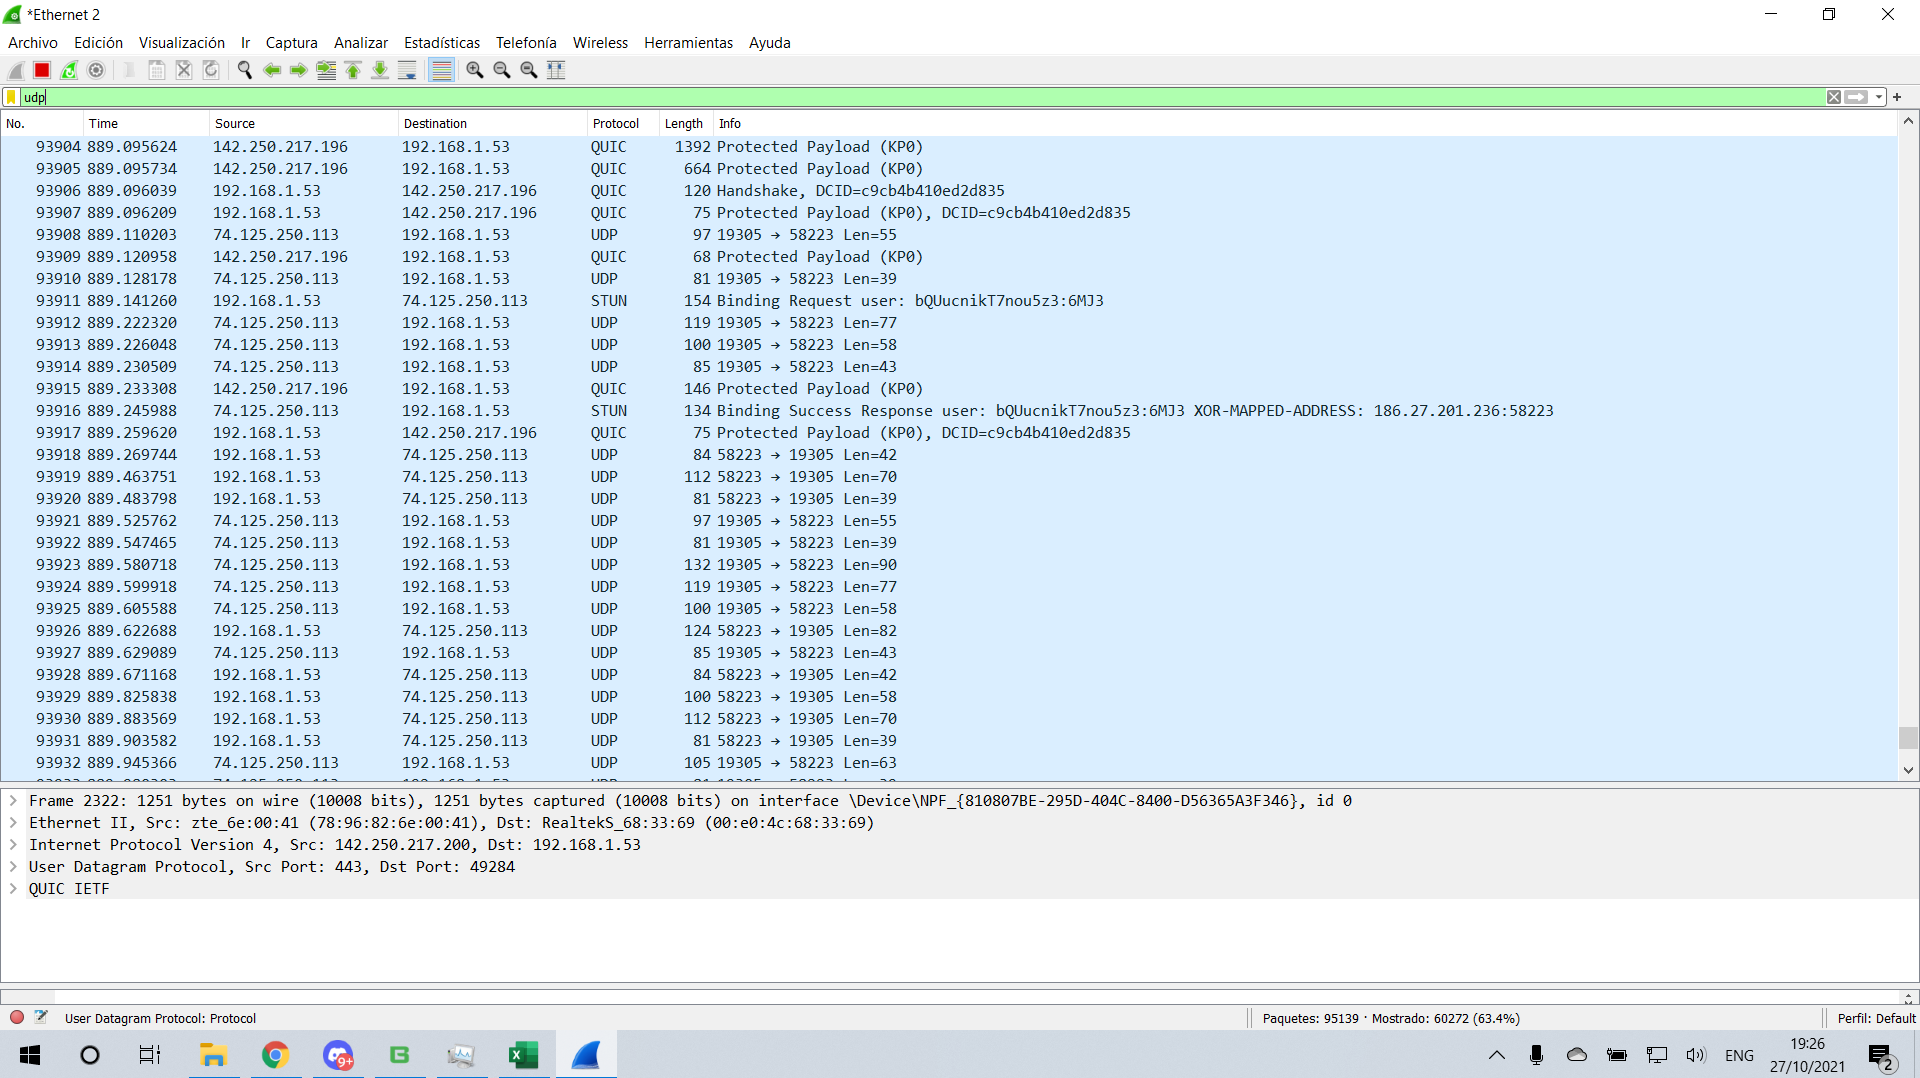 *Ethernet 2
Archivo Edición Visualización Ir Captura Analizar Estadísticas Telefonía Wireless Herramientas Ayuda
udp
No. Time Source Destination Protocol Length Info
93904 889.095624 142.250.217.196 192.168.1.53 QUIC 1392 Protected Payload (KP0)
93905 889.095734 142.250.217.196 192.168.1.53 QUIC 664 Protected Payload (KP0)
93906 889.096039 192.168.1.53 142.250.217.196 QUIC 120 Handshake, DCID=c9cb4b410ed2d835
93907 889.096209 192.168.1.53 142.250.217.196 QUIC 75 Protected Payload (KP0), DCID=c9cb4b410ed2d835
93908 889.110203 74.125.250.113 192.168.1.53 UDP 97 19305 → 58223 Len=55
93909 889.120958 142.250.217.196 192.168.1.53 QUIC 68 Protected Payload (KP0)
93910 889.128178 74.125.250.113 192.168.1.53 UDP 81 19305 → 58223 Len=39
93911 889.141260 192.168.1.53 74.125.250.113 STUN 154 Binding Request user: bQUucnikT7nou5z3:6MJ3
93912 889.222320 74.125.250.113 192.168.1.53 UDP 119 19305 → 58223 Len=77
93913 889.226048 74.125.250.113 192.168.1.53 UDP 100 19305 → 58223 Len=58
93914 889.230509 74.125.250.113 192.168.1.53 UDP 85 19305 → 58223 Len=43
93915 889.233308 142.250.217.196 192.168.1.53 QUIC 146 Protected Payload (KP0)
93916 889.245988 74.125.250.113 192.168.1.53 STUN 134 Binding Success Response user: bQUucnikT7nou5z3:6MJ3 XOR-MAPPED-ADDRESS: 186.27.201.236:58223
93917 889.259620 192.168.1.53 142.250.217.196 QUIC 75 Protected Payload (KP0), DCID=c9cb4b410ed2d835
93918 889.269744 192.168.1.53 74.125.250.113 UDP 84 58223 → 19305 Len=42
93919 889.463751 192.168.1.53 74.125.250.113 UDP 112 58223 → 19305 Len=70
93920 889.483798 192.168.1.53 74.125.250.113 UDP 81 58223 → 19305 Len=39
93921 889.525762 74.125.250.113 192.168.1.53 UDP 97 19305 → 58223 Len=55
93922 889.547465 74.125.250.113 192.168.1.53 UDP 81 19305 → 58223 Len=39
93923 889.580718 74.125.250.113 192.168.1.53 UDP 132 19305 → 58223 Len=90
93924 889.599918 74.125.250.113 192.168.1.53 UDP 119 19305 → 58223 Len=77
93925 889.605588 74.125.250.113 192.168.1.53 UDP 100 19305 → 58223 Len=58
93926 889.622688 192.168.1.53 74.125.250.113 UDP 124 58223 → 19305 Len=82
93927 889.629089 74.125.250.113 192.168.1.53 UDP 85 19305 → 58223 Len=43
93928 889.671168 192.168.1.53 74.125.250.113 UDP 84 58223 → 19305 Len=42
93929 889.825838 192.168.1.53 74.125.250.113 UDP 100 58223 → 19305 Len=58
93930 889.883569 192.168.1.53 74.125.250.113 UDP 112 58223 → 19305 Len=70
93931 889.903582 192.168.1.53 74.125.250.113 UDP 81 58223 → 19305 Len=39
93932 889.945366 74.125.250.113 192.168.1.53 UDP 105 19305 → 58223 Len=63
Frame 2322: 1251 bytes on wire (10008 bits), 1251 bytes captured (10008 bits) on interface \Device\NPF_{810807BE-295D-404C-8400-D56365A3F346}, id 0
Ethernet II, Src: zte_6e:00:41 (78:96:82:6e:00:41), Dst: RealtekS_68:33:69 (00:e0:4c:68:33:69)
Internet Protocol Version 4, Src: 142.250.217.200, Dst: 192.168.1.53
User Datagram Protocol, Src Port: 443, Dst Port: 49284
QUIC IETF
User Datagram Protocol: Protocol Paquetes: 95139 · Mostrado: 60272 (63.4%) Perfil: Default
9+ ENG 19:26
27/10/2021 2